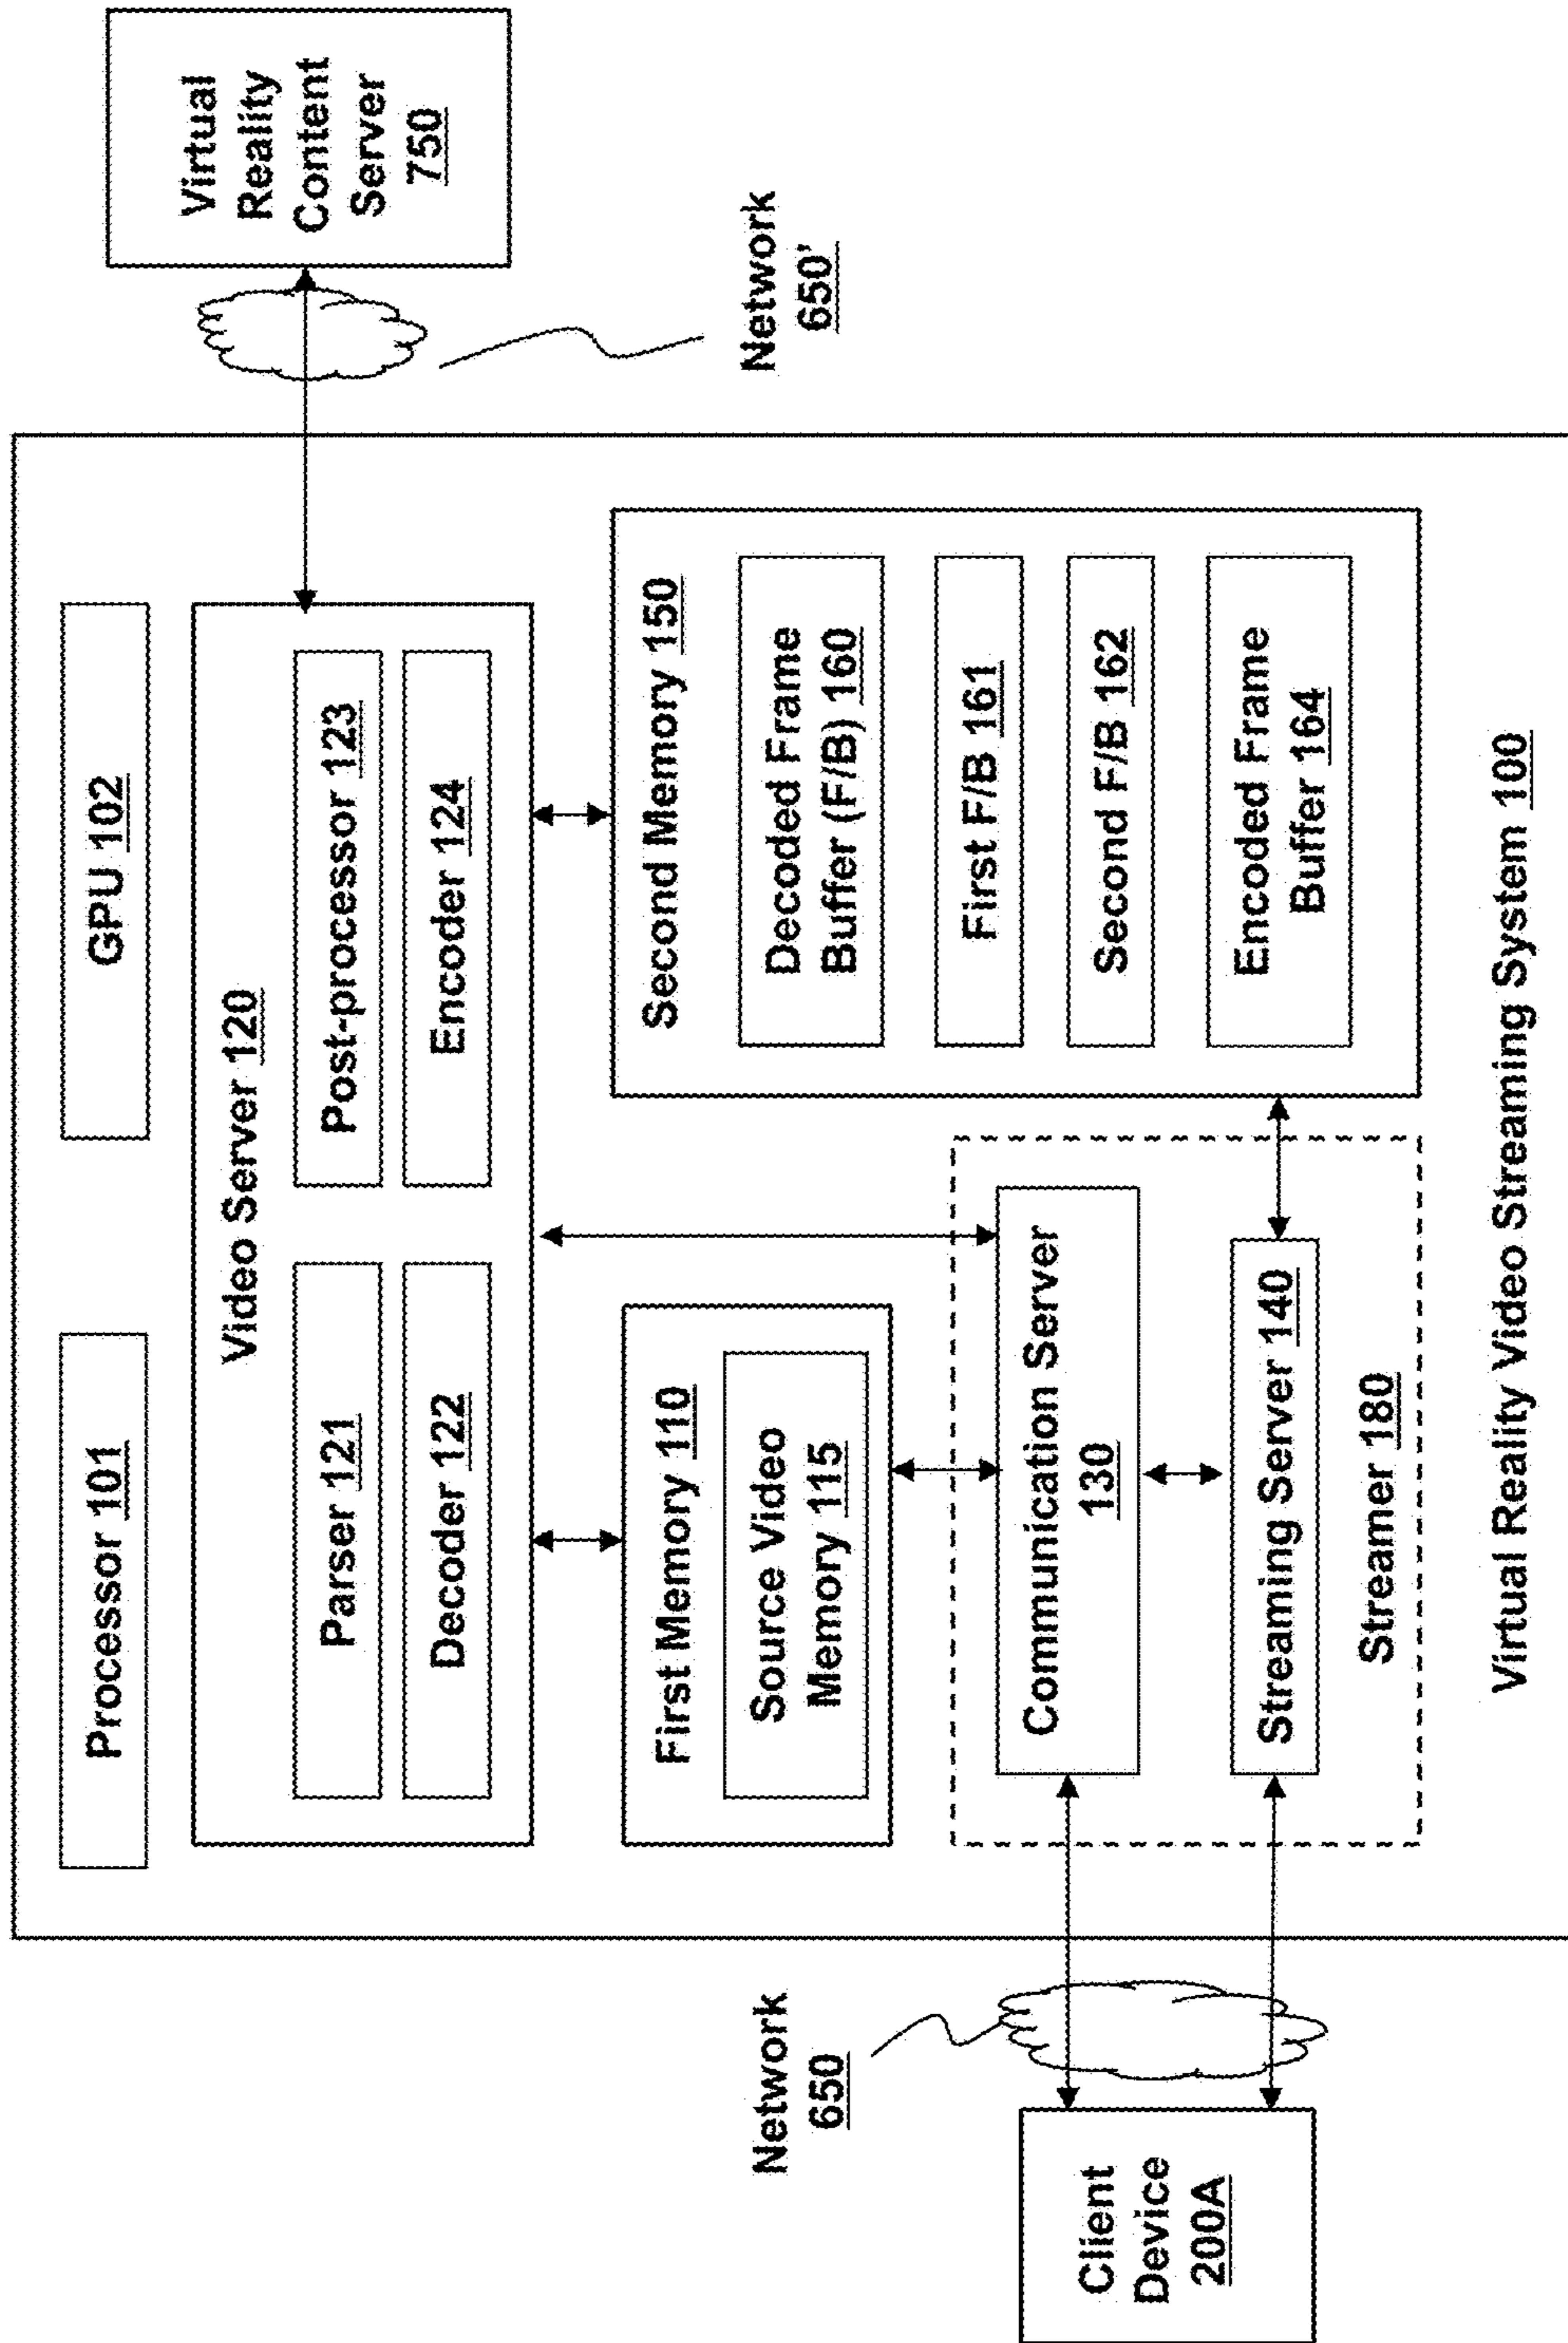 Processor 101
GPU 102
Video Server 120
Parser 121
Post-processor 123
Decoder 122
Encoder 124
Virtual
Reality
Content
Server
750
Network
650'
First Memory 110
Source Video
Memory 115
Second Memory 150
Decoded Frame
Buffer (F/B) 160
First F/B 161
Second F/B 162
Encoded Frame
Buffer 164
Network
650
Client
Device
200A
Communication Server
130
Streaming Server 140
Streamer 180
Virtual Reality Video Streaming System 100